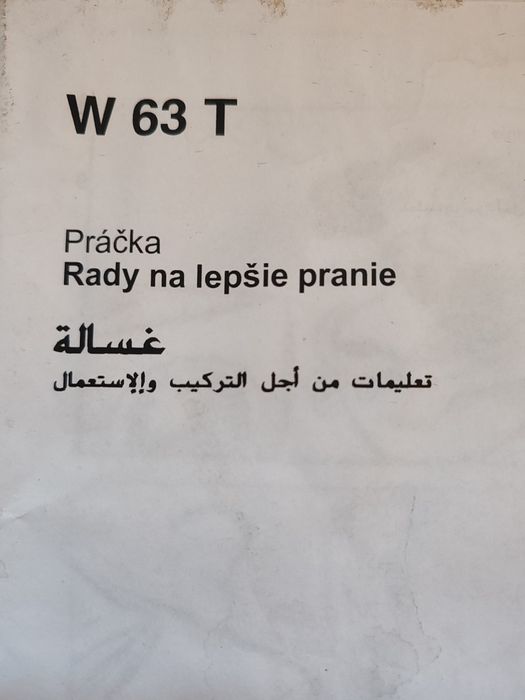 W 63 T
Práčka
Rady na lepšie pranie
غسالة
تعليمات من أجل التركيب والإستعمال